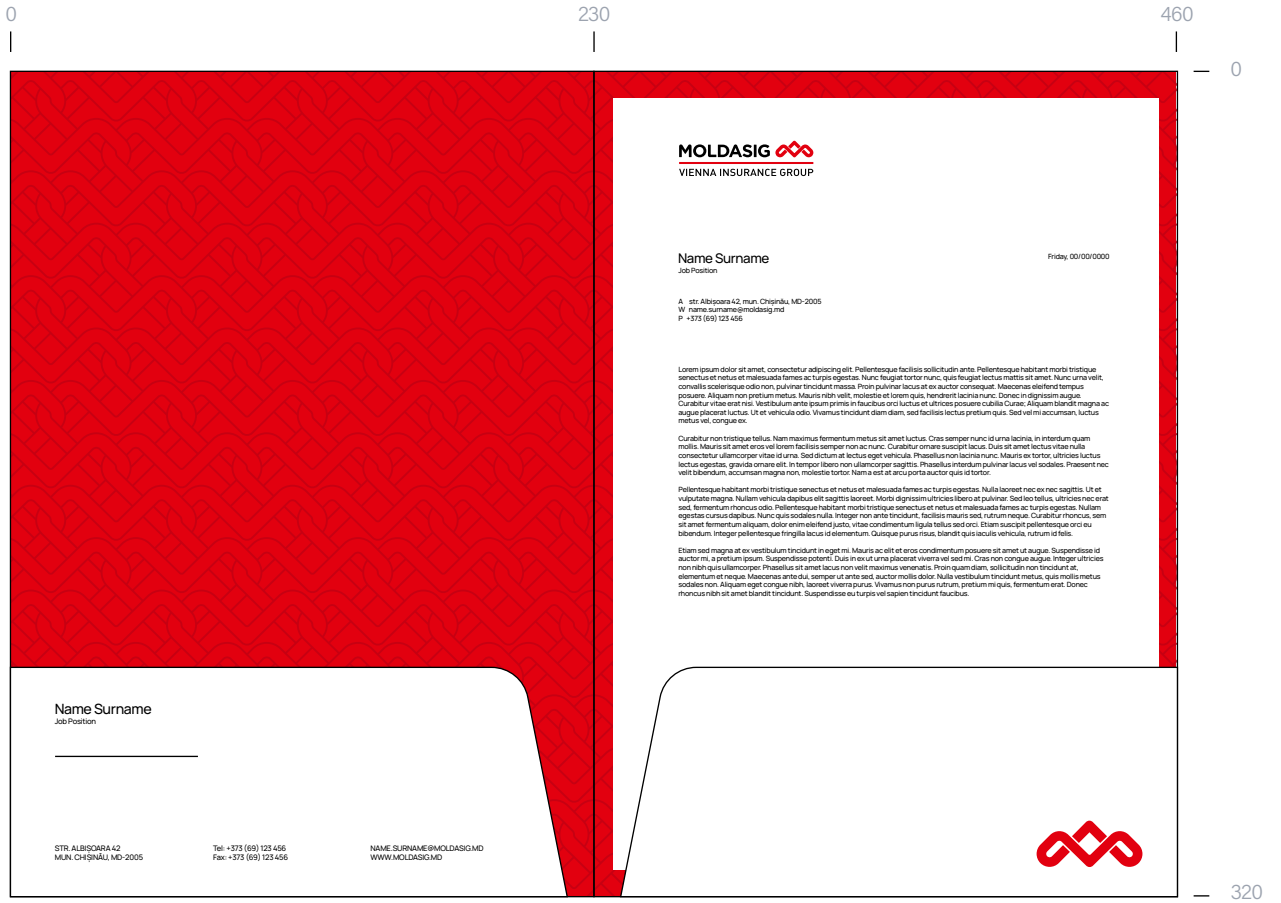 0
230
460
0
MOLDASIG
VIENNA INSURANCE GROUP
Name Surname
Job Position
Friday, 00/00/0000
A str. Albișoara 42, mun. Chișinău, MD-2005
W name.surname@moldasig.md
P +373 (69) 123 456
Lorem ipsum dolor sit amet, consectetur adipiscing elit. Pellentesque facilisis sollicitudin ante. Pellentesque habitant morbi tristique
senectus et netus et malesuada fames ac turpis egestas. Nunc feugiat tortor nunc, quis feugiat lectus mattis sit amet. Nunc urna velit,
convallis scelerisque odio non, pulvinar tincidunt massa. Proin pulvinar lacus at ex auctor consequat. Maecenas eleifend tempus
posuere. Aliquam non pretium metus. Mauris nibh velit, molestie et lorem quis, hendrerit lacinia nunc. Donec in dignissim augue.
Curabitur vitae erat nisi. Vestibulum ante ipsum primis in faucibus orci luctus et ultrices posuere cubilia Curae; Aliquam blandit magna ac
augue placerat luctus. Ut et vehicula odio. Vivamus tincidunt diam diam, sed facilisis lectus pretium quis. Sed vel mi accumsan, luctus
metus vel, congue ex.
Curabitur non tristique tellus. Nam maximus fermentum metus sit amet luctus. Cras semper nunc id urna lacinia, in interdum quam
mollis. Mauris sit amet eros vel lorem facilisis semper non ac nunc. Curabitur ornare suscipit lacus. Duis sit amet lectus vitae nulla
consectetur ullamcorper vitae id urna. Sed dictum at lectus eget vehicula. Phasellus non lacinia nunc. Mauris ex tortor, ultricies luctus
lectus egestas, gravida ornare elit. In tempor libero non ullamcorper sagittis. Phasellus interdum pulvinar lacus vel sodales. Praesent nec
velit bibendum, accumsan magna non, molestie tortor. Nam a est at arcu porta auctor quis id tortor.
Pellentesque habitant morbi tristique senectus et netus et malesuada fames ac turpis egestas. Nulla laoreet nec ex nec sagittis. Ut et
vulputate magna. Nullam vehicula dapibus elit sagittis laoreet. Morbi dignissim ultricies libero at pulvinar. Sed leo tellus, ultricies nec erat
sed, fermentum rhoncus odio. Pellentesque habitant morbi tristique senectus et netus et malesuada fames ac turpis egestas. Nullam
egestas cursus dapibus. Nunc quis sodales nulla. Integer non ante tincidunt, facilisis mauris sed, rutrum neque. Curabitur rhoncus, sem
sit amet fermentum aliquam, dolor enim eleifend justo, vitae condimentum ligula tellus sed orci. Etiam suscipit pellentesque orci eu
bibendum. Integer pellentesque fringilla lacus id elementum. Quisque purus risus, blandit quis iaculis vehicula, rutrum id felis.
Etiam sed magna at ex vestibulum tincidunt in eget mi. Mauris ac elit et eros condimentum posuere sit amet ut augue. Suspendisse id
auctor mi, a pretium ipsum. Suspendisse potenti. Duis in ex ut urna placerat viverra vel sed mi. Cras non congue augue. Integer ultricies
non nibh quis ullamcorper. Phasellus sit amet lacus non velit maximus venenatis. Proin quam diam, sollicitudin non tincidunt at,
elementum et neque. Maecenas ante dui, semper ut ante sed, auctor mollis dolor. Nulla vestibulum tincidunt metus, quis mollis metus
sodales non. Aliquam eget congue nibh, laoreet viverra purus. Vivamus non purus rutrum, pretium mi quis, fermentum erat. Donec
rhoncus nibh sit amet blandit tincidunt. Suspendisse eu turpis vel sapien tincidunt faucibus.
Name Surname
Job Position
STR. ALBIȘOARA 42
MUN. CHIȘINĂU, MD-2005
Tel: +373 (69) 123 456
Fax: +373 (69) 123 456
NAME.SURNAME@MOLDASIG.MD
WWW.MOLDASIG.MD
320